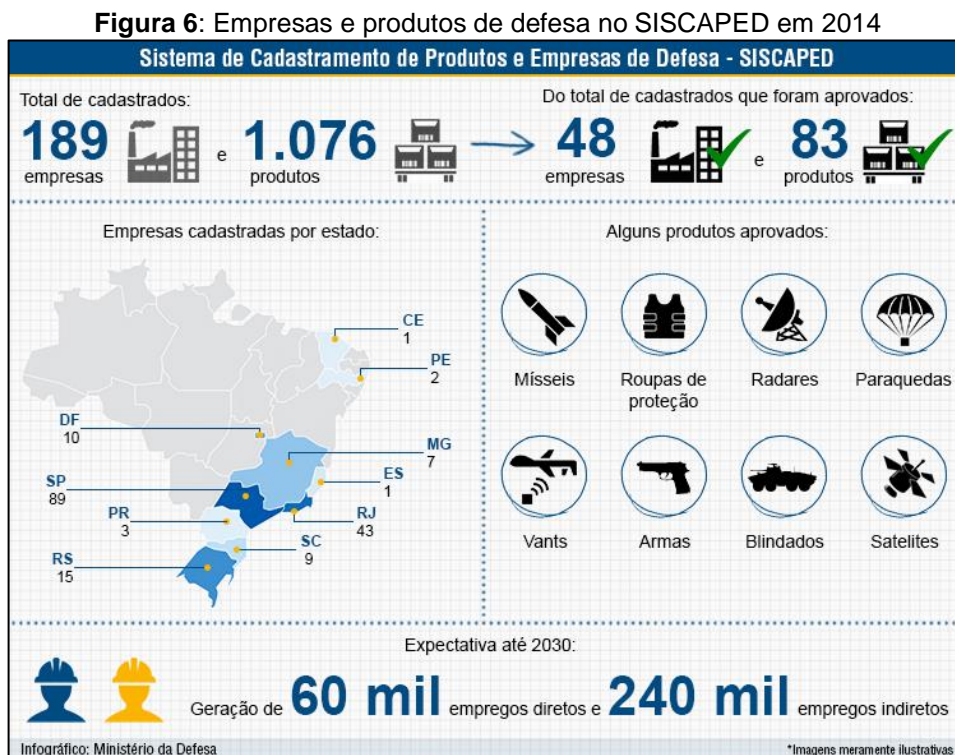 Figura 6: Empresas e produtos de defesa no SISCAPED em 2014
Sistema de Cadastramento de Produtos e Empresas de Defesa - SISCAPED
Total de cadastrados:
189
empresas
e
1.076
produtos
Do total de cadastrados que foram aprovados:
48
empresas
e
83
produtos
Empresas cadastradas por estado:
CE
1
PE
2
DF
10
MG
7
SP
89
ES
1
PR
3
RJ
43
SC
9
RS
15
Alguns produtos aprovados:
Mísseis
Roupas de
proteção
Radares
Paraquedas
Vants
Armas
Blindados
Satelites
Expectativa até 2030:
Geração de 60 mil empregos diretos e 240 mil empregos indiretos
Infográfico: Ministério da Defesa
*Imagens meramente ilustrativas